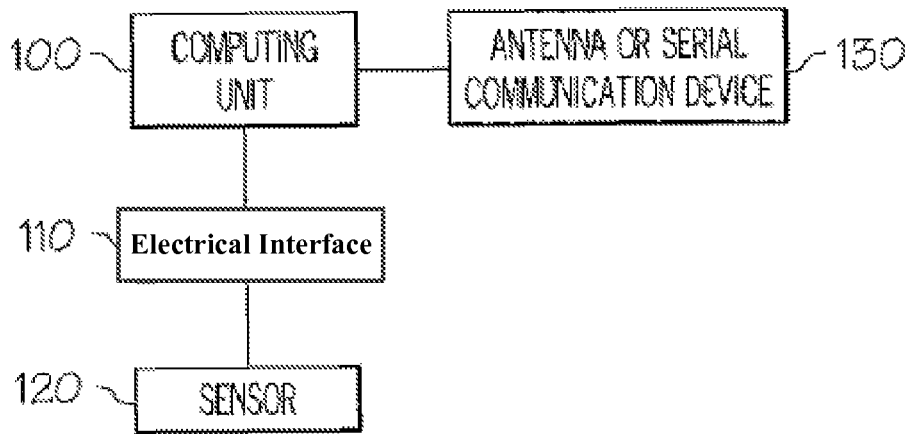 100
COMPUTING
UNIT
ANTENNA OR SERIAL
COMMUNICATION DEVICE
130
110
Electrical Interface
120
SENSOR